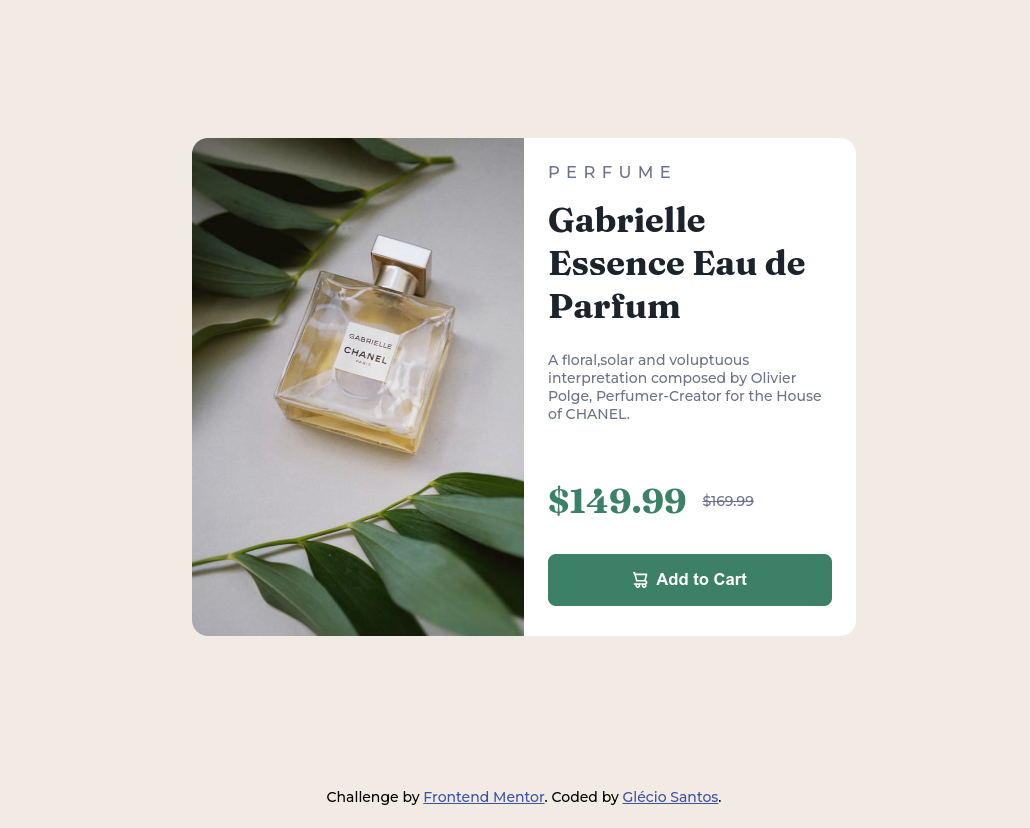 PERFUME
Gabrielle
Essence Eau de
Parfum
A floral,solar and voluptuous
interpretation composed by Olivier
Polge, Perfumer-Creator for the House
of CHANEL.
$149.99 $169.99
Add to Cart
GABRIELLE
CHANEL
PARIS
Challenge by Frontend Mentor. Coded by Glécio Santos.